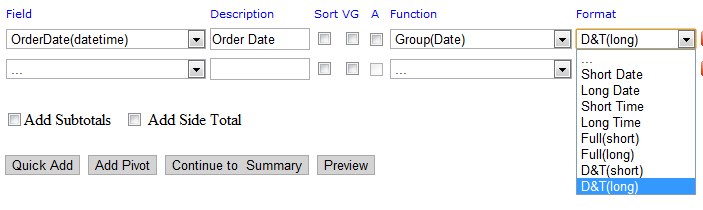 Field Description Sort VG A Function Format
OrderDate(datetime) Order Date Group(Date) D&T(long)
... ... ...
Short Date
Long Date
Short Time
Long Time
Full(short)
Full(long)
D&T(short)
D&T(long)
Add Subtotals Add Side Total
Quick Add Add Pivot Continue to Summary Preview